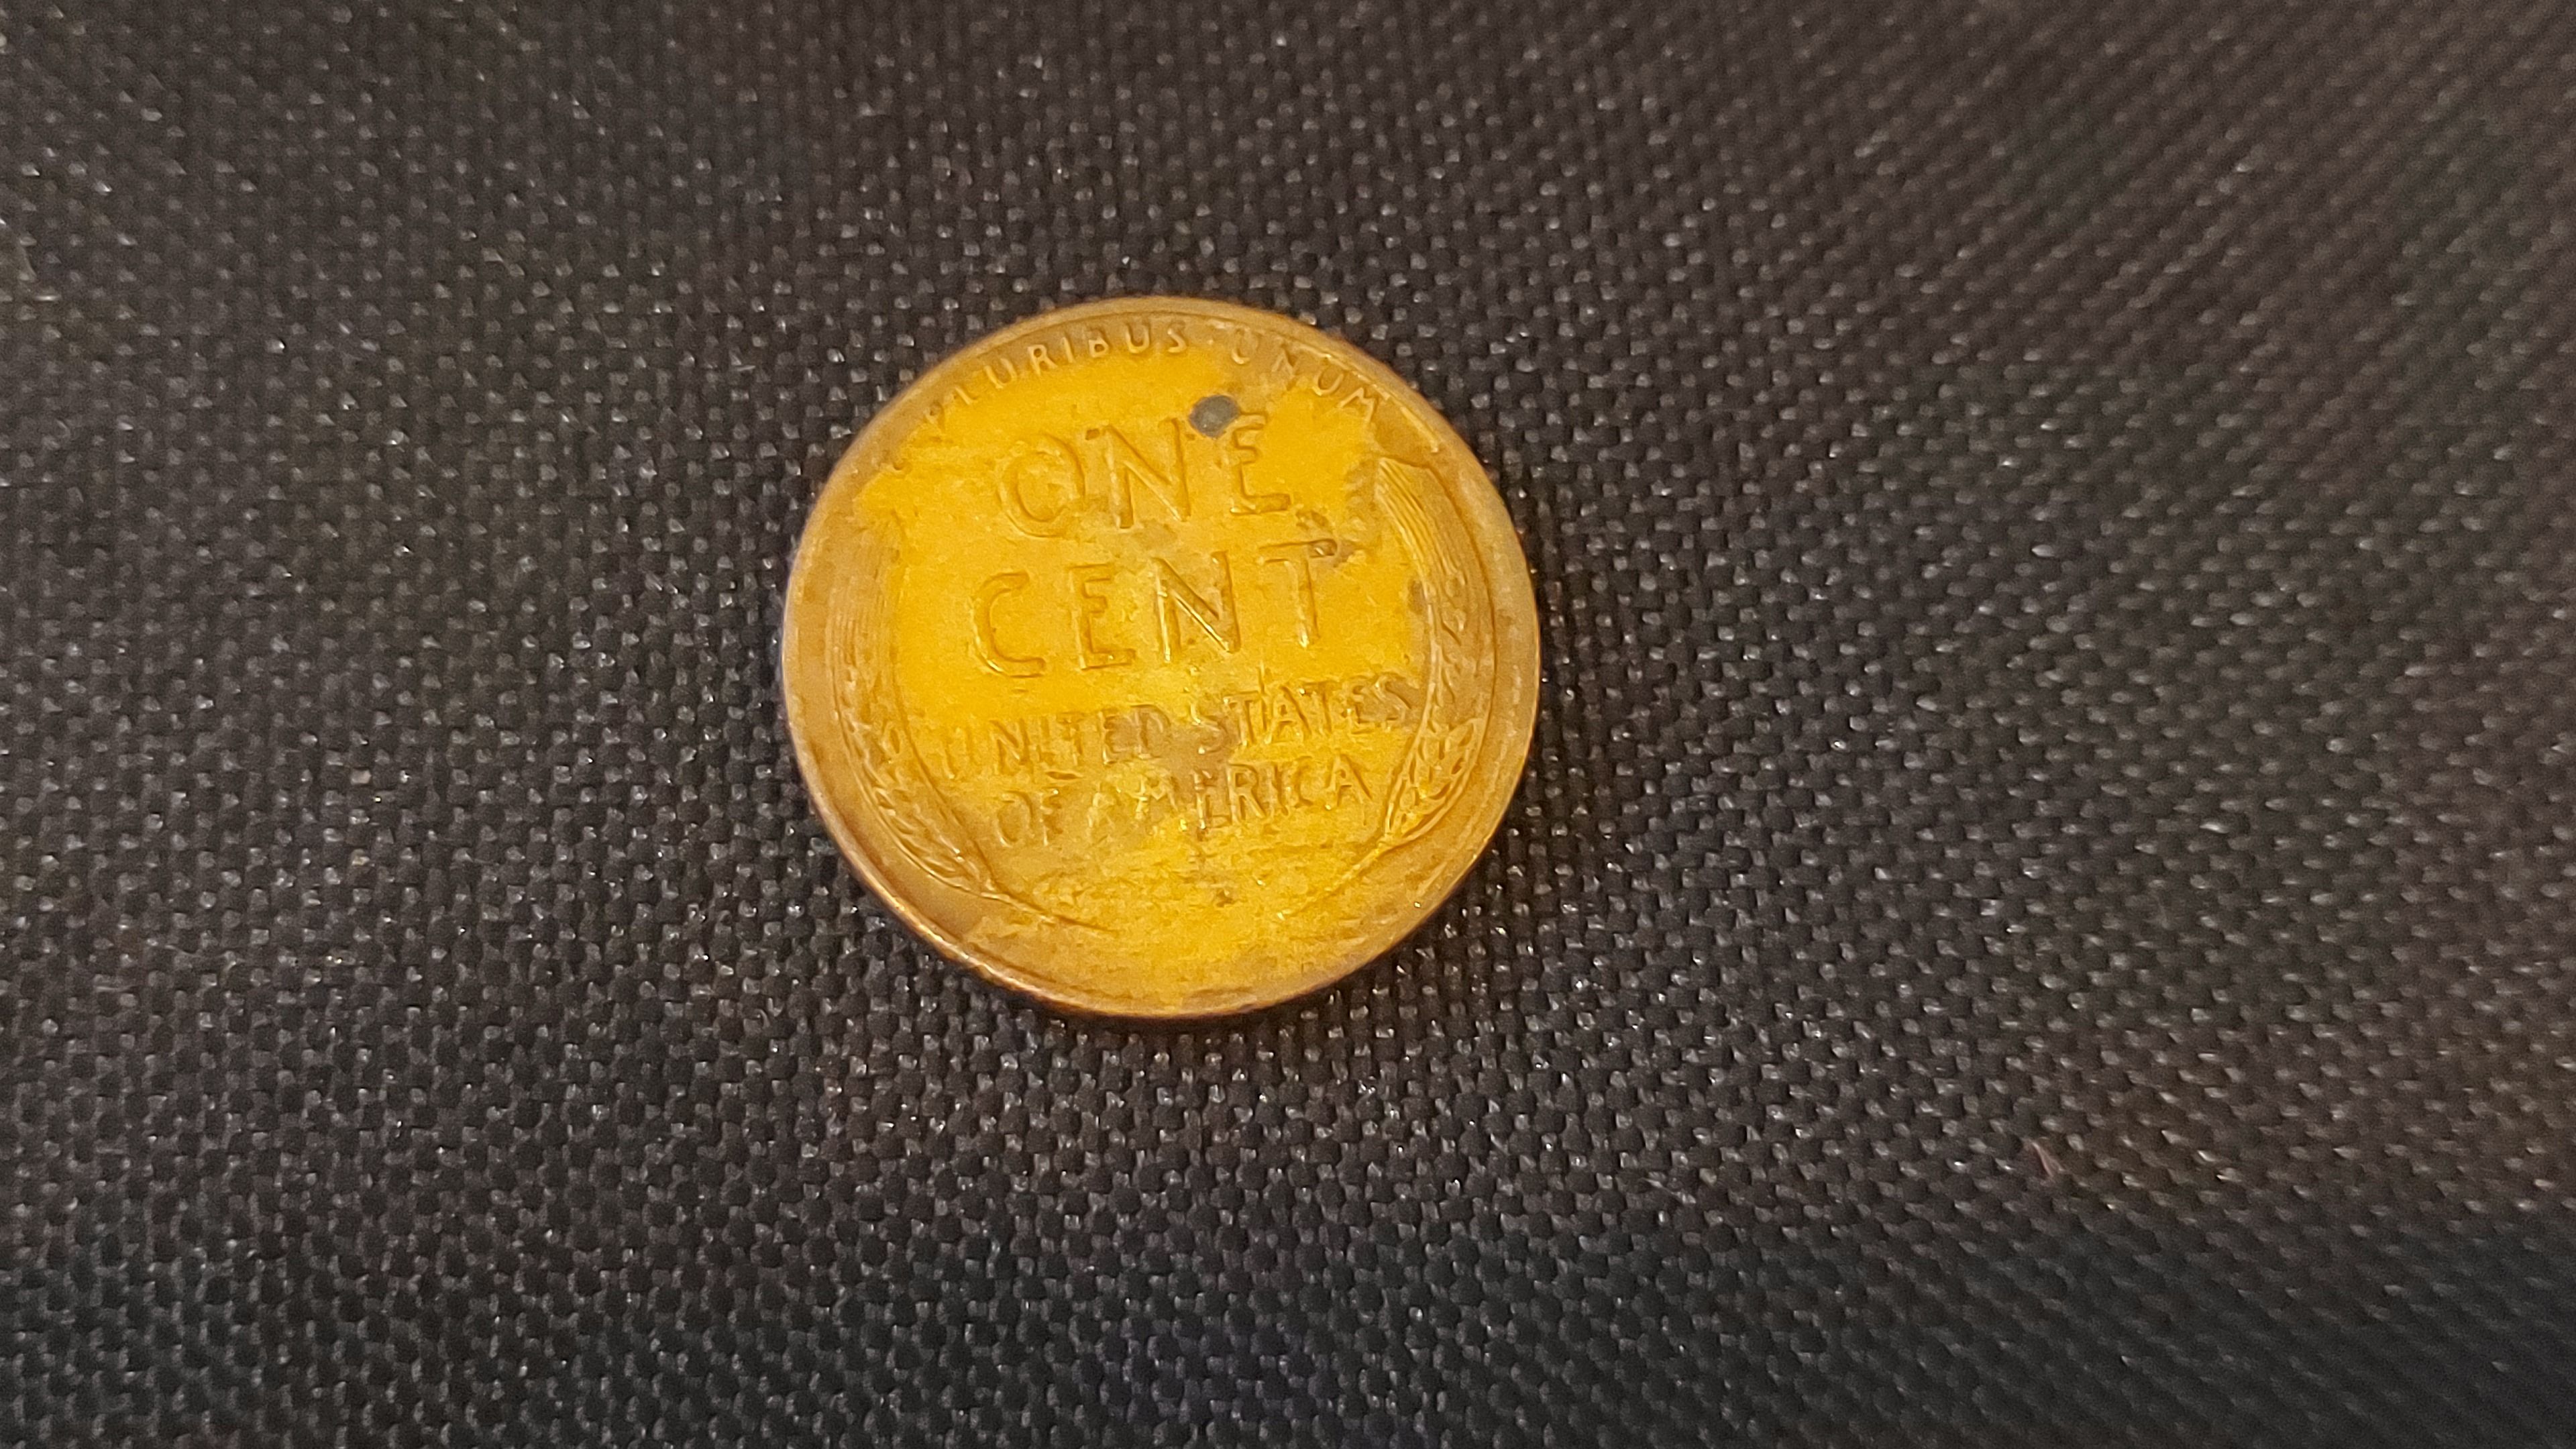 PLURIBUS · UNUM
ONE
CENT
UNITED STATES
OF AMERICA